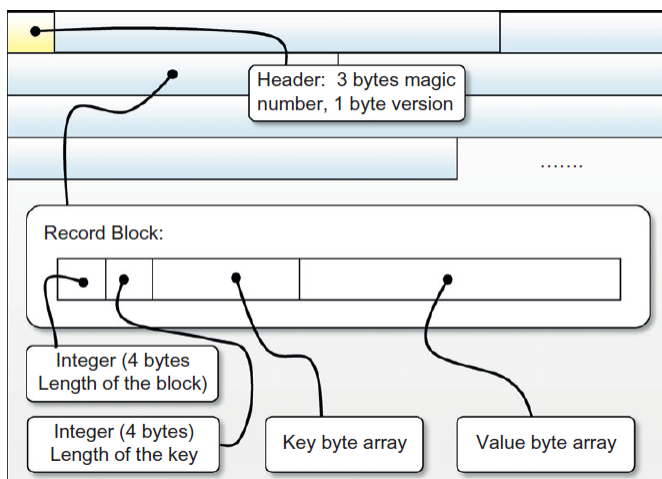 Header:  3 bytes magic
number, 1 byte version
.......
Record Block:
Integer (4 bytes
Length of the block)
Integer (4 bytes)
Length of the key
Key byte array
Value byte array